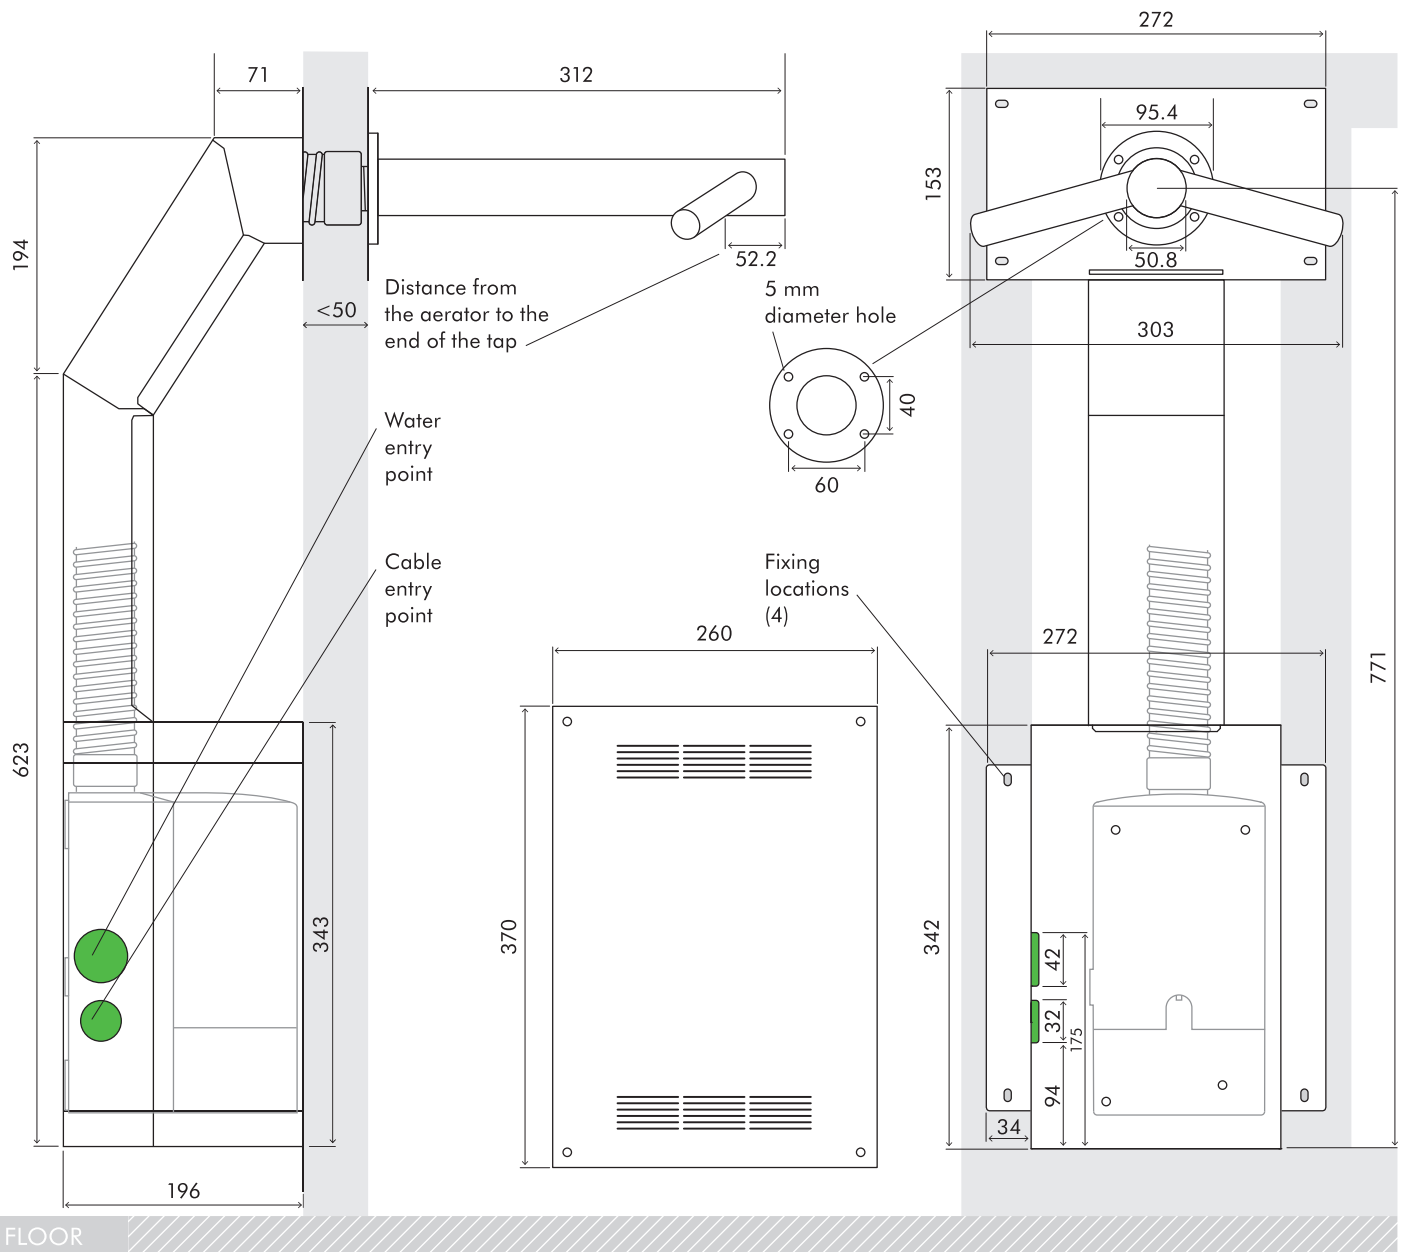 272
71
312
95.4
153
194
52.2
50.8
Distance from
the aerator to the
end of the tap
<50
5 mm
diameter hole
303
40
60
Water
entry
point
Cable
entry
point
Fixing
locations
(4)
260
272
771
623
343
370
342
42
32
175
94
34
196
FLOOR